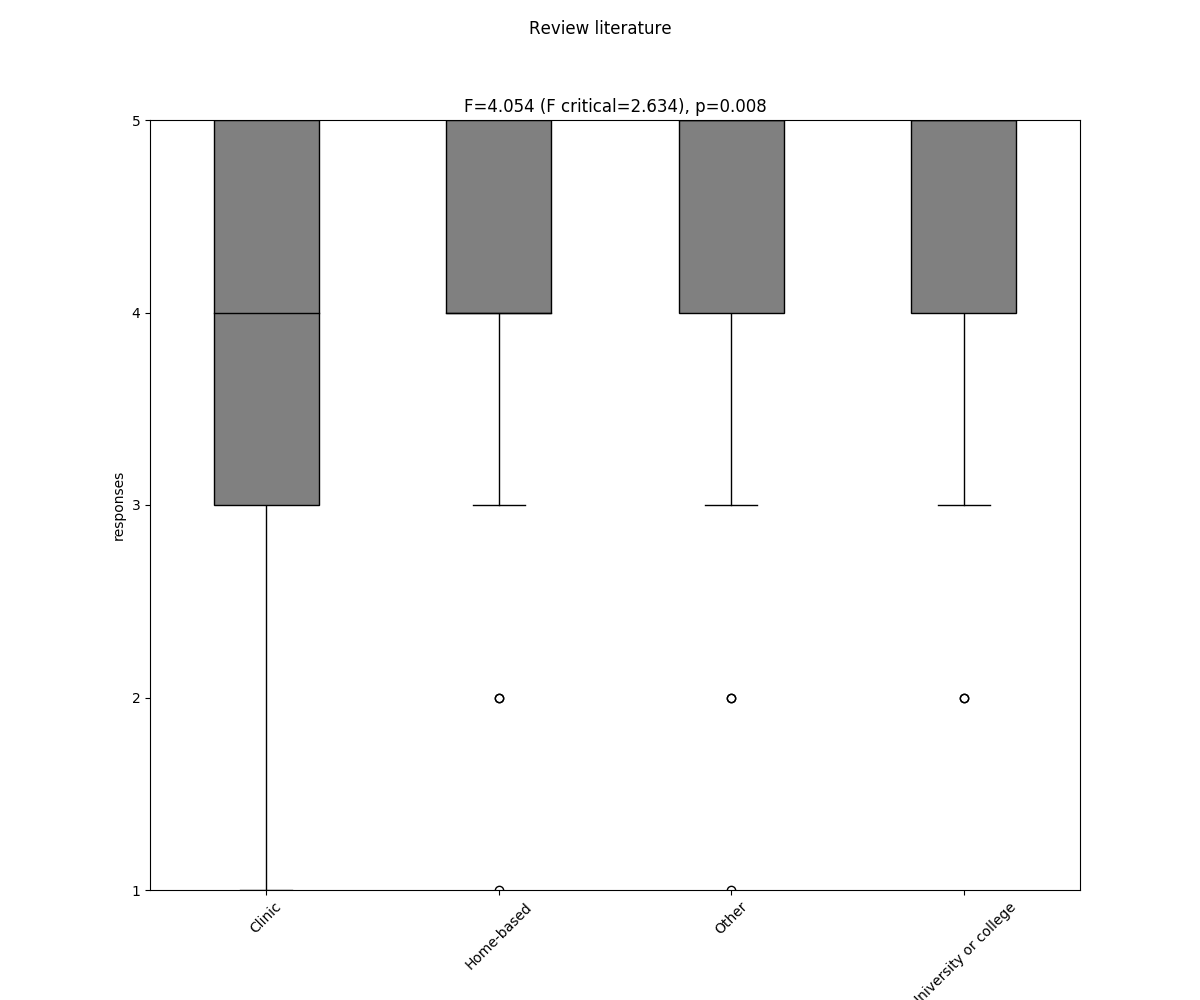 Review literature
F=4.054 (F critical=2.634), p=0.008
5
4
3
2
1
responses
Clinic
Home-based
Other
or college